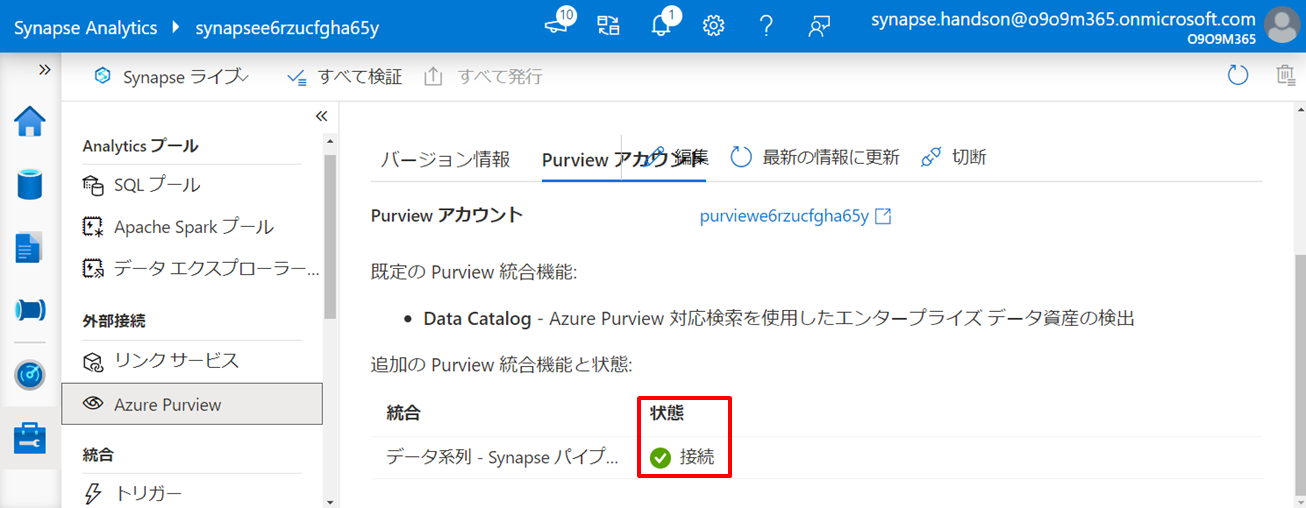 Synapse Analytics
synapsee6rzucfgha65y
10
1
synapse.handson@o9o9m365.onmicrosoft.com
O9O9M365
Synapse ライブ
すべて検証
すべて発行
Analytics プール
SQL プール
Apache Spark プール
データ エクスプローラー...
外部接続
リンク サービス
Azure Purview
統合
トリガー
バージョン情報
Purview アカウント
編集
最新の情報に更新
切断
Purview アカウント
purviewe6rzucfgha65y
既定の Purview 統合機能:
• Data Catalog - Azure Purview 対応検索を使用したエンタープライズ データ資産の検出
追加の Purview 統合機能と状態:
統合 状態
データ系列 - Synapse パイプ... 接続